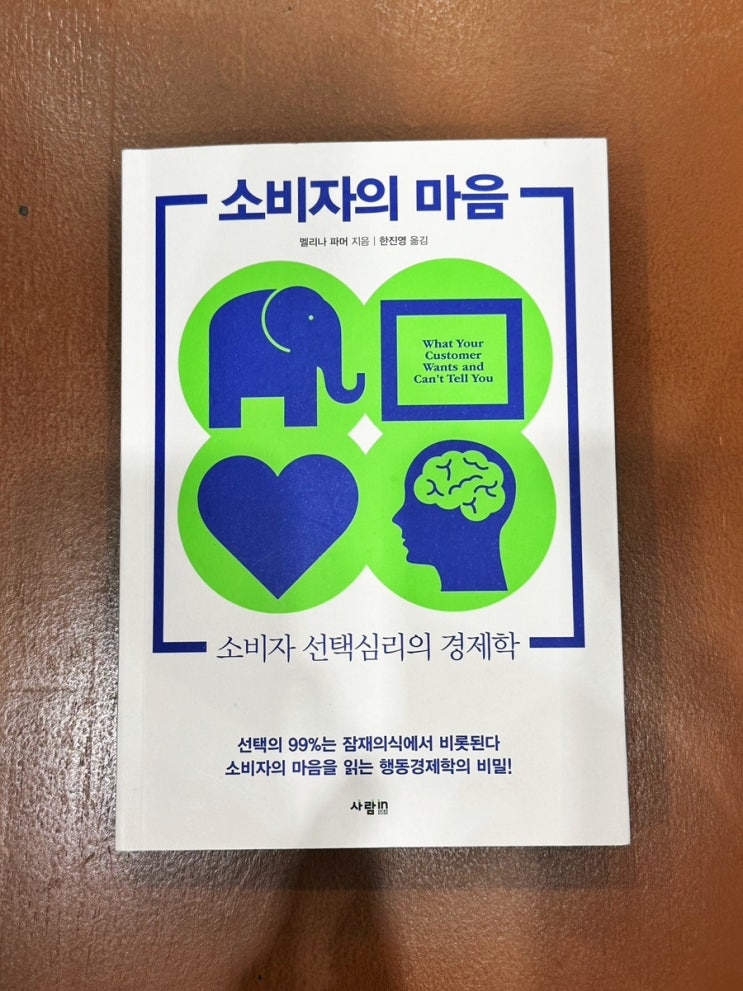 소비자의 마음
멜리나 파머 지음 | 한진영 옮김
What Your
Customer
Wants and
Can't Tell You
소비자 선택심리의 경제학
선택의 99%는 잠재의식에서 비롯된다
소비자의 마음을 읽는 행동경제학의 비밀!
사람in